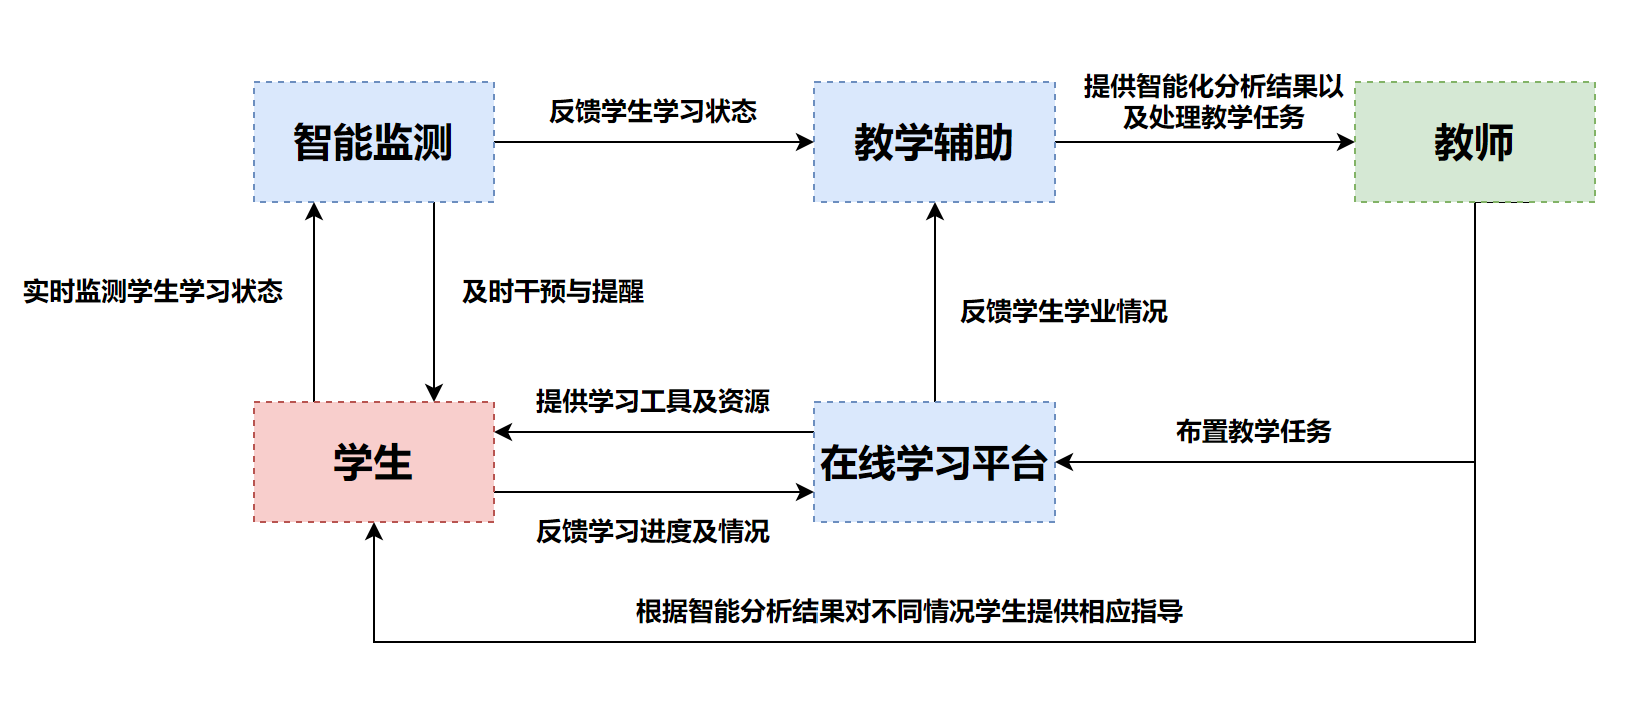 提供智能化分析结果以
及处理教学任务
反馈学生学习状态
智能监测
教学辅助
教师
实时监测学生学习状态
及时干预与提醒
反馈学生学业情况
提供学习工具及资源
布置教学任务
学生
在线学习平台
反馈学习进度及情况
根据智能分析结果对不同情况学生提供相应指导